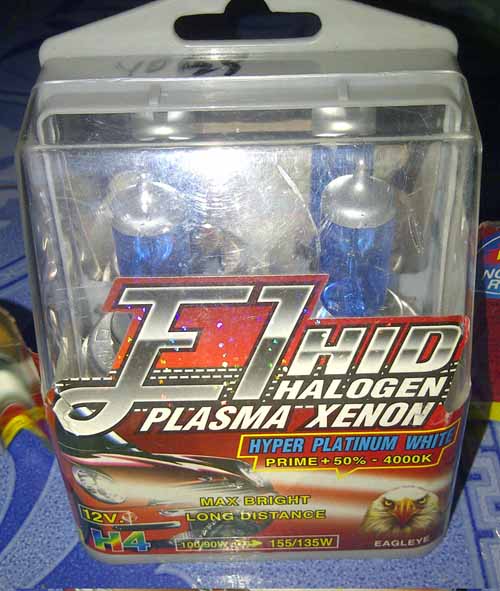 F1 HID
HALOGEN
PLASMA XENON
HYPER PLATINUM WHITE
PRIME + 50% - 4000K
MAX BRIGHT
LONG DISTANCE
12V
H4
100/90W
155/135W
EAGLEYE
NO
R